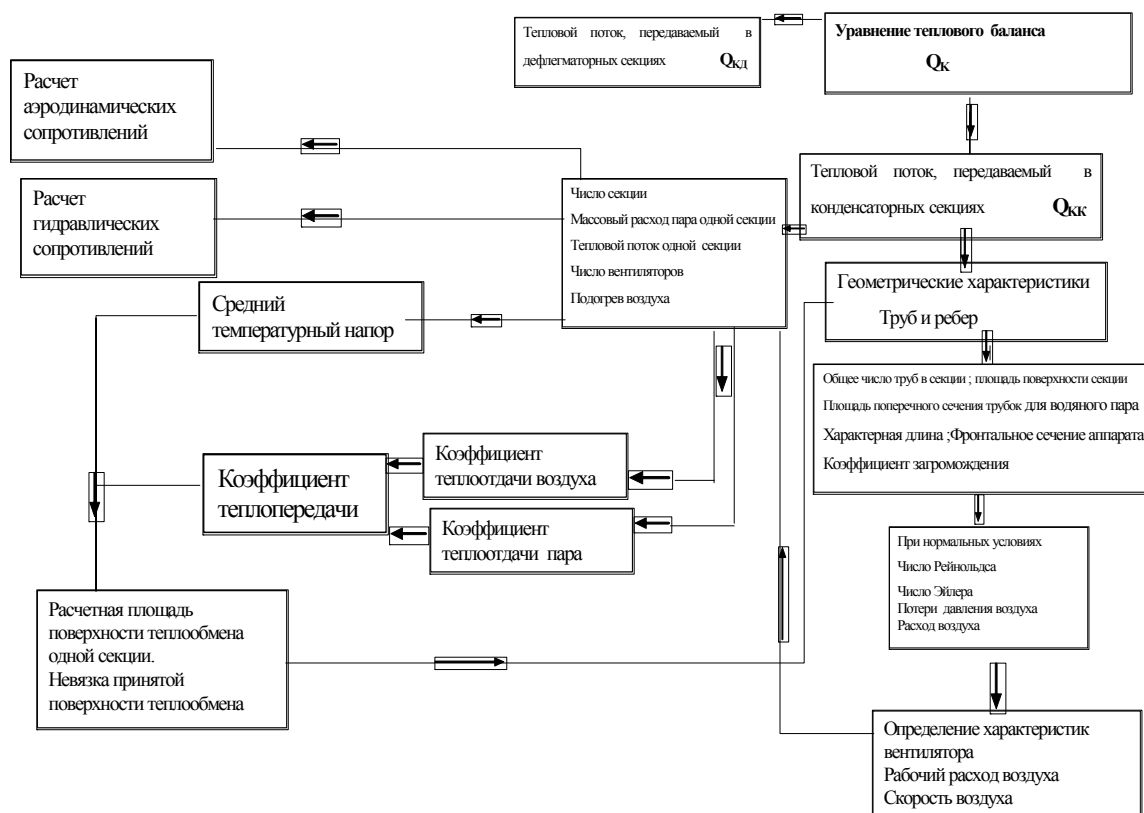 Тепловой поток, передаваемый в
дефлегматорных секциях Qкд
Уравнение теплового баланса
Qк
Расчет
аэродинамических
сопротивлений
Тепловой поток, передаваемый в
конденсаторных секциях Qкк
Расчет
гидравлических
сопротивлений
Число секции
Массовый расход пара одной секции
Тепловой поток одной секции
Число вентиляторов
Подогрев воздуха
Геометрические характеристики
Труб и ребер
Средний
температурный напор
Общее число труб в секции ; площадь поверхности секции
Площадь поперечного сечения трубок для водяного пара
Характерная длина ;Фронтальное сечение аппарата
Коэффициент загромождения
Коэффициент
теплоотдачи воздуха
Коэффициент
теплопередачи
Коэффициент
теплоотдачи пара
При нормальных условиях
Число Рейнольдса
Число Эйлера
Потери давления воздуха
Расход воздуха
Расчетная площадь
поверхности теплообмена
одной секции.
Невязка принятой
поверхности теплообмена
Определение характеристик
вентилятора
Рабочий расход воздуха
Скорость воздуха